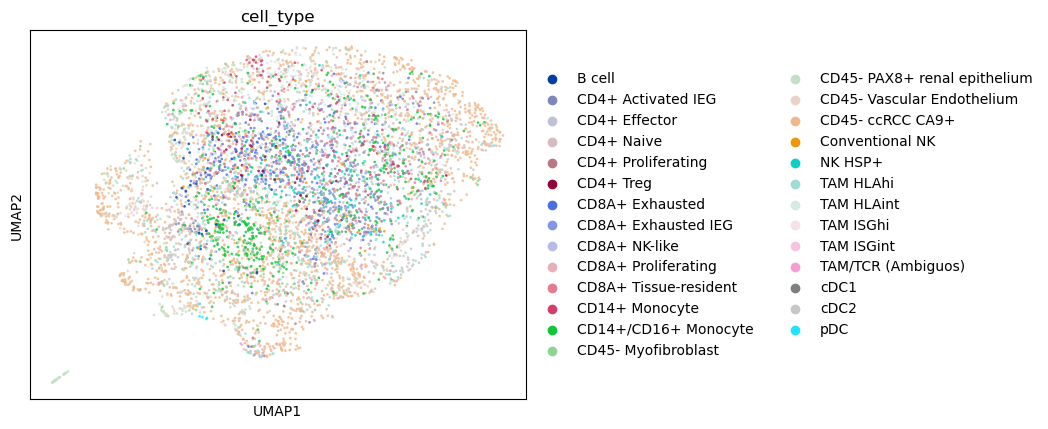 cell_type
UMAP2
UMAP1
B cell
CD4+ Activated IEG
CD4+ Effector
CD4+ Naive
CD4+ Proliferating
CD4+ Treg
CD8A+ Exhausted
CD8A+ Exhausted IEG
CD8A+ NK-like
CD8A+ Proliferating
CD8A+ Tissue-resident
CD14+ Monocyte
CD14+/CD16+ Monocyte
CD45- Myofibroblast
CD45- PAX8+ renal epithelium
CD45- Vascular Endothelium
CD45- ccRCC CA9+
Conventional NK
NK HSP+
TAM HLAhi
TAM HLAint
TAM ISGhi
TAM ISGint
TAM/TCR (Ambiguos)
cDC1
cDC2
pDC